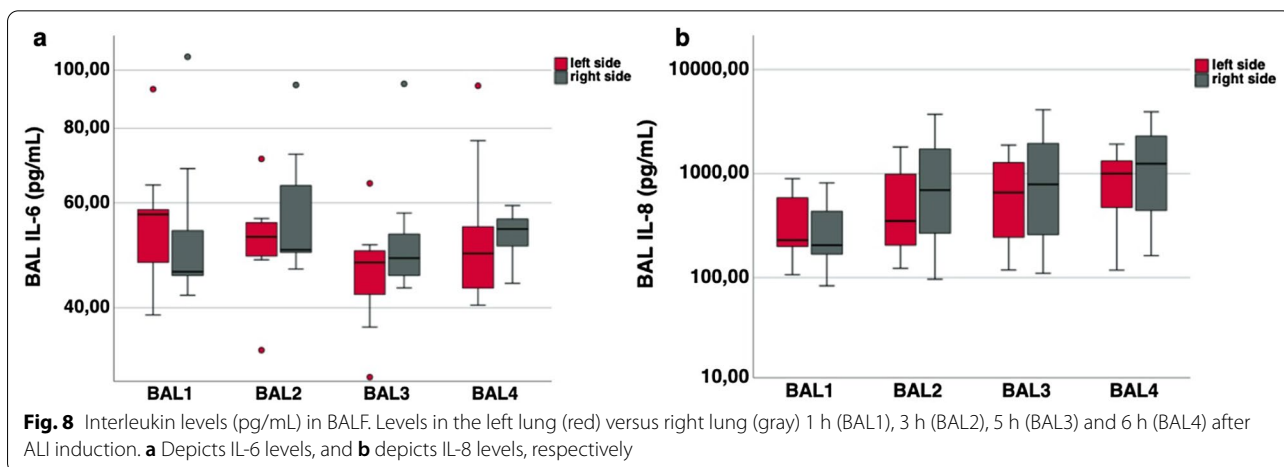 a
100,00
80,00
60,00
40,00
BAL IL-6 (pg/mL)
left side
right side
BAL1 BAL2 BAL3 BAL4
b
10000,00
1000,00
100,00
10,00
BAL IL-8 (pg/mL)
left side
right side
BAL1 BAL2 BAL3 BAL4
Fig. 8 Interleukin levels (pg/mL) in BALF. Levels in the left lung (red) versus right lung (gray) 1 h (BAL1), 3 h (BAL2), 5 h (BAL3) and 6 h (BAL4) after
ALI induction. a Depicts IL-6 levels, and b depicts IL-8 levels, respectively